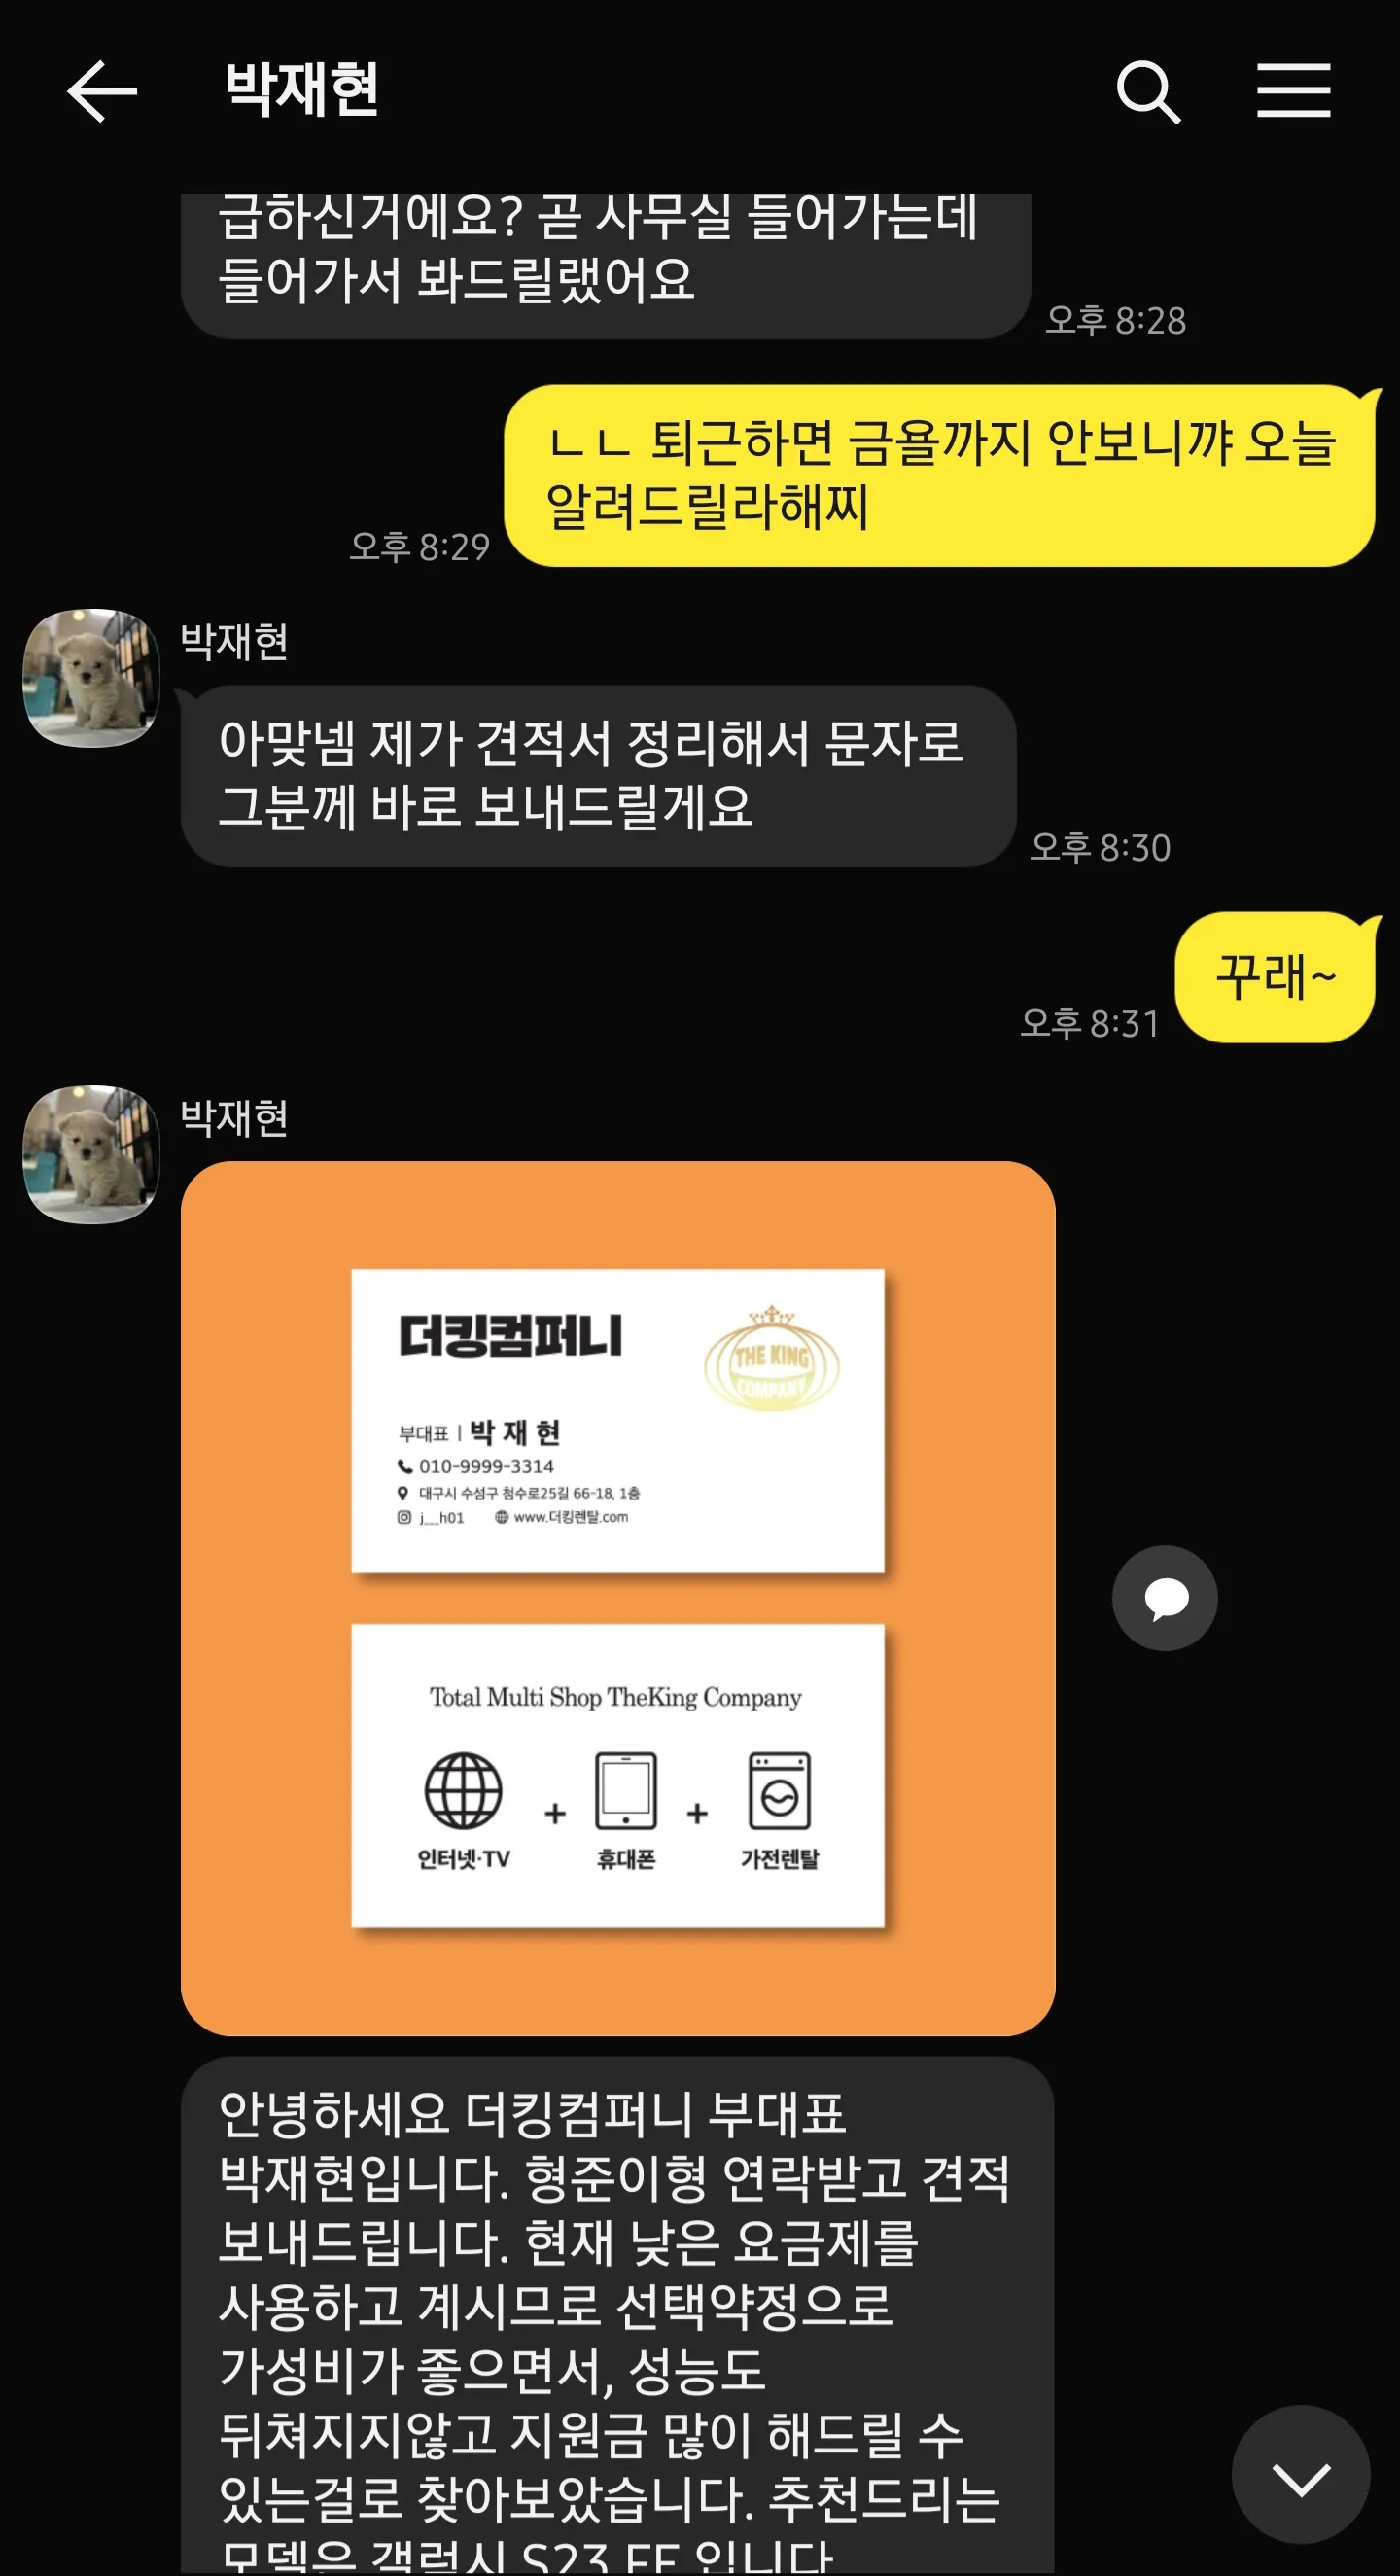 박재현
급하신거에요? 곧 사무실 들어가는데
들어가서 봐드릴랬어요
오후 8:28
ㄴㄴ 퇴근하면 금욜까지 안보니꺄 오늘
알려드릴라해찌
오후 8:29
박재현
아맞넴 제가 견적서 정리해서 문자로
그분께 바로 보내드릴게요
오후 8:30
꾸래~
오후 8:31
박재현
더킹컴퍼니
THE KING
COMPANY
부대표 | 박 재 현
010-9999-3314
대구시 수성구 청수로25길 66-18, 1층
j__h01 www.더킹렌탈.com
Total Multi Shop TheKing Company
인터넷·TV + 휴대폰 + 가전렌탈
안녕하세요 더킹컴퍼니 부대표
박재현입니다. 형준이형 연락받고 견적
보내드립니다. 현재 낮은 요금제를
사용하고 계시므로 선택약정으로
가성비가 좋으면서, 성능도
뒤쳐지지않고 지원금 많이 해드릴 수
있는걸로 찾아보았습니다. 추천드리는
모델은 갤럭시 S23 FE 입니다